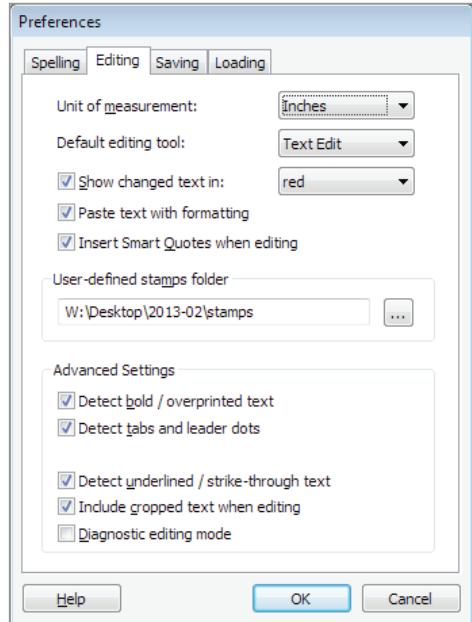 Preferences
Spelling Editing Saving Loading
Unit of measurement: Inches
Default editing tool: Text Edit
Show changed text in: red
Paste text with formatting
Insert Smart Quotes when editing
User-defined stamps folder
W:\Desktop\2013-02\stamps ...
Advanced Settings
Detect bold / overprinted text
Detect tabs and leader dots
Detect underlined / strike-through text
Include cropped text when editing
Diagnostic editing mode
Help OK Cancel